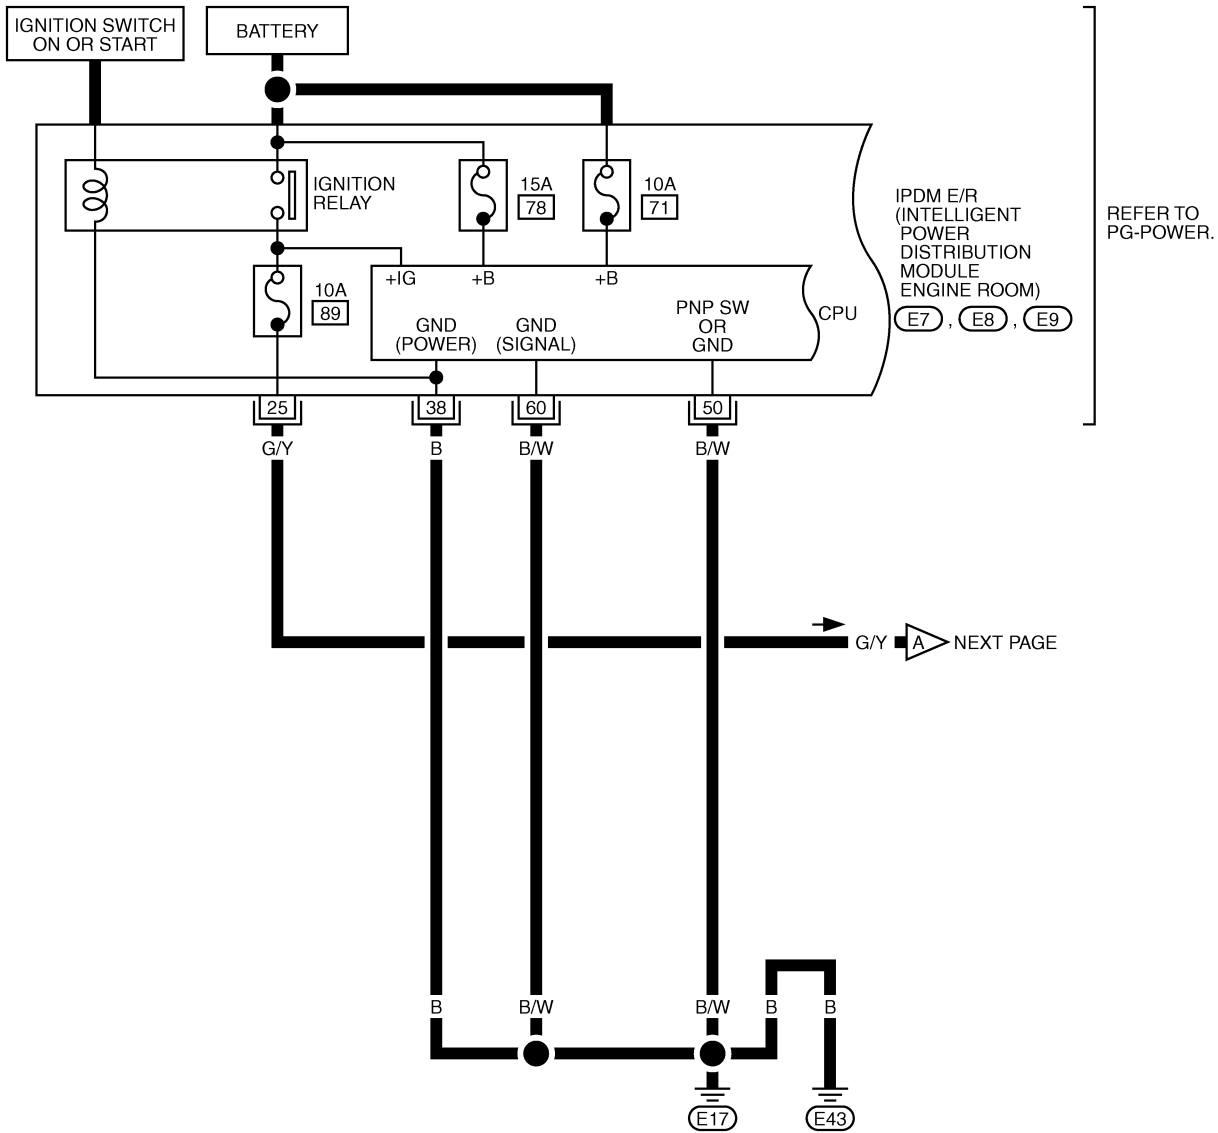 IGNITION SWITCH
ON OR START
BATTERY
IGNITION
RELAY
15A
78
10A
71
IPDM E/R
(INTELLIGENT
POWER
DISTRIBUTION
MODULE
ENGINE ROOM)
E7 , E8 , E9
REFER TO
PG-POWER.
10A
89
+IG
+B
+B
CPU
GND
(POWER)
GND
(SIGNAL)
PNP SW
OR
GND
25
38
60
50
G/Y
B
B/W
B/W
G/Y
A
NEXT PAGE
B
B/W
B/W
B
B
E17
E43